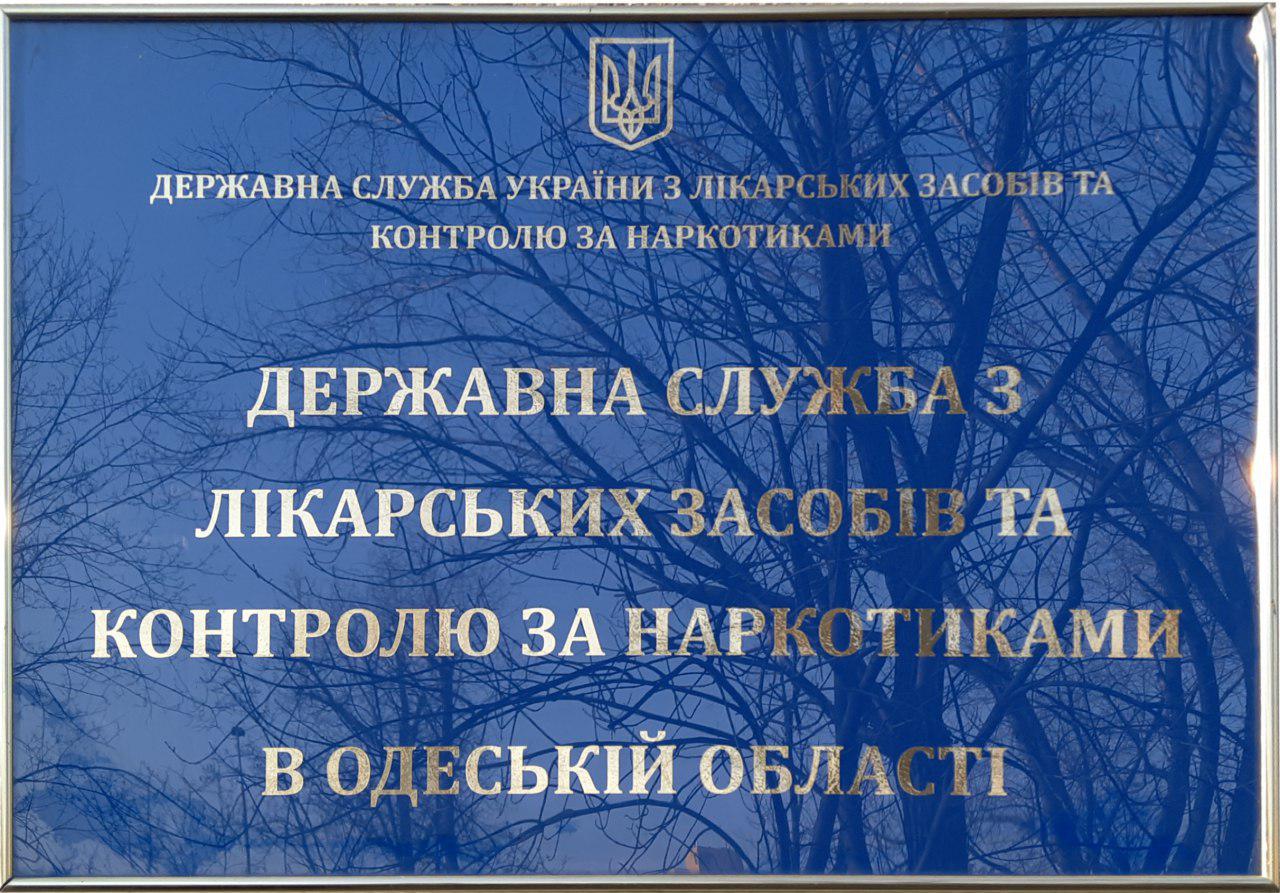 ДЕРЖАВНА СЛУЖБА УКРАЇНИ З ЛІКАРСЬКИХ ЗАСОБІВ ТА
КОНТРОЛЮ ЗА НАРКОТИКАМИ
ДЕРЖАВНА СЛУЖБА З
ЛІКАРСЬКИХ ЗАСОБІВ ТА
КОНТРОЛЮ ЗА НАРКОТИКАМИ
В ОДЕСЬКІЙ ОБЛАСТІ